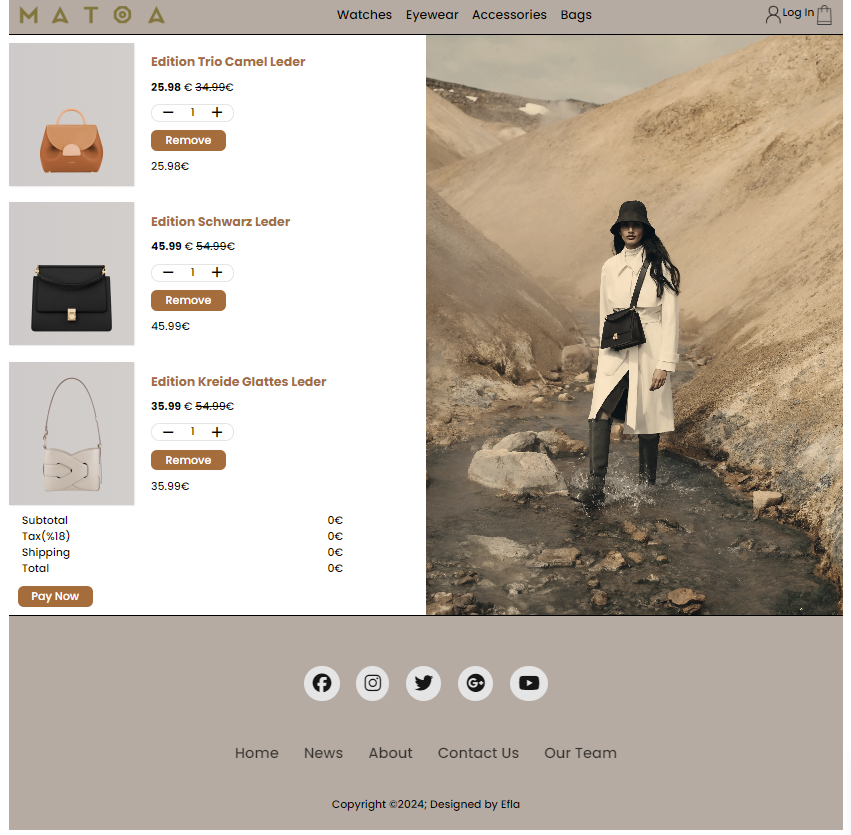 MATOA
Watches Eyewear Accessories Bags
Log In
Edition Trio Camel Leder
25.98 € 34.99€
1
Remove
25.98€
Edition Schwarz Leder
45.99 € 54.99€
1
Remove
45.99€
Edition Kreide Glattes Leder
35.99 € 54.99€
1
Remove
35.99€
Subtotal 0€
Tax(%18) 0€
Shipping 0€
Total 0€
Pay Now
Home News About Contact Us Our Team
Copyright ©2024; Designed by Efla